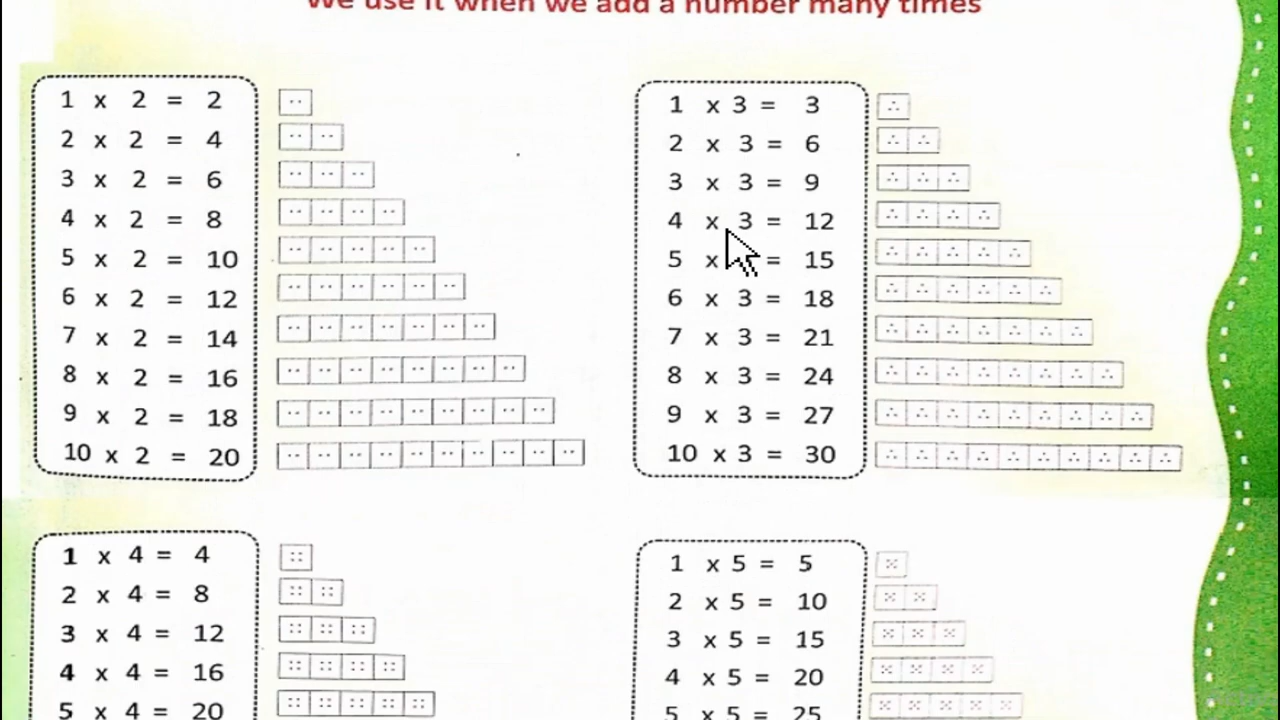 We use it when we add a number many times
1 x 2 = 2
2 x 2 = 4
3 x 2 = 6
4 x 2 = 8
5 x 2 = 10
6 x 2 = 12
7 x 2 = 14
8 x 2 = 16
9 x 2 = 18
10 x 2 = 20
1 x 3 = 3
2 x 3 = 6
3 x 3 = 9
4 x 3 = 12
5 x = 15
6 x 3 = 18
7 x 3 = 21
8 x 3 = 24
9 x 3 = 27
10 x 3 = 30
1 x 4 = 4
2 x 4 = 8
3 x 4 = 12
4 x 4 = 16
5 x 4 = 20
1 x 5 = 5
2 x 5 = 10
3 x 5 = 15
4 x 5 = 20
5 x 5 = 25